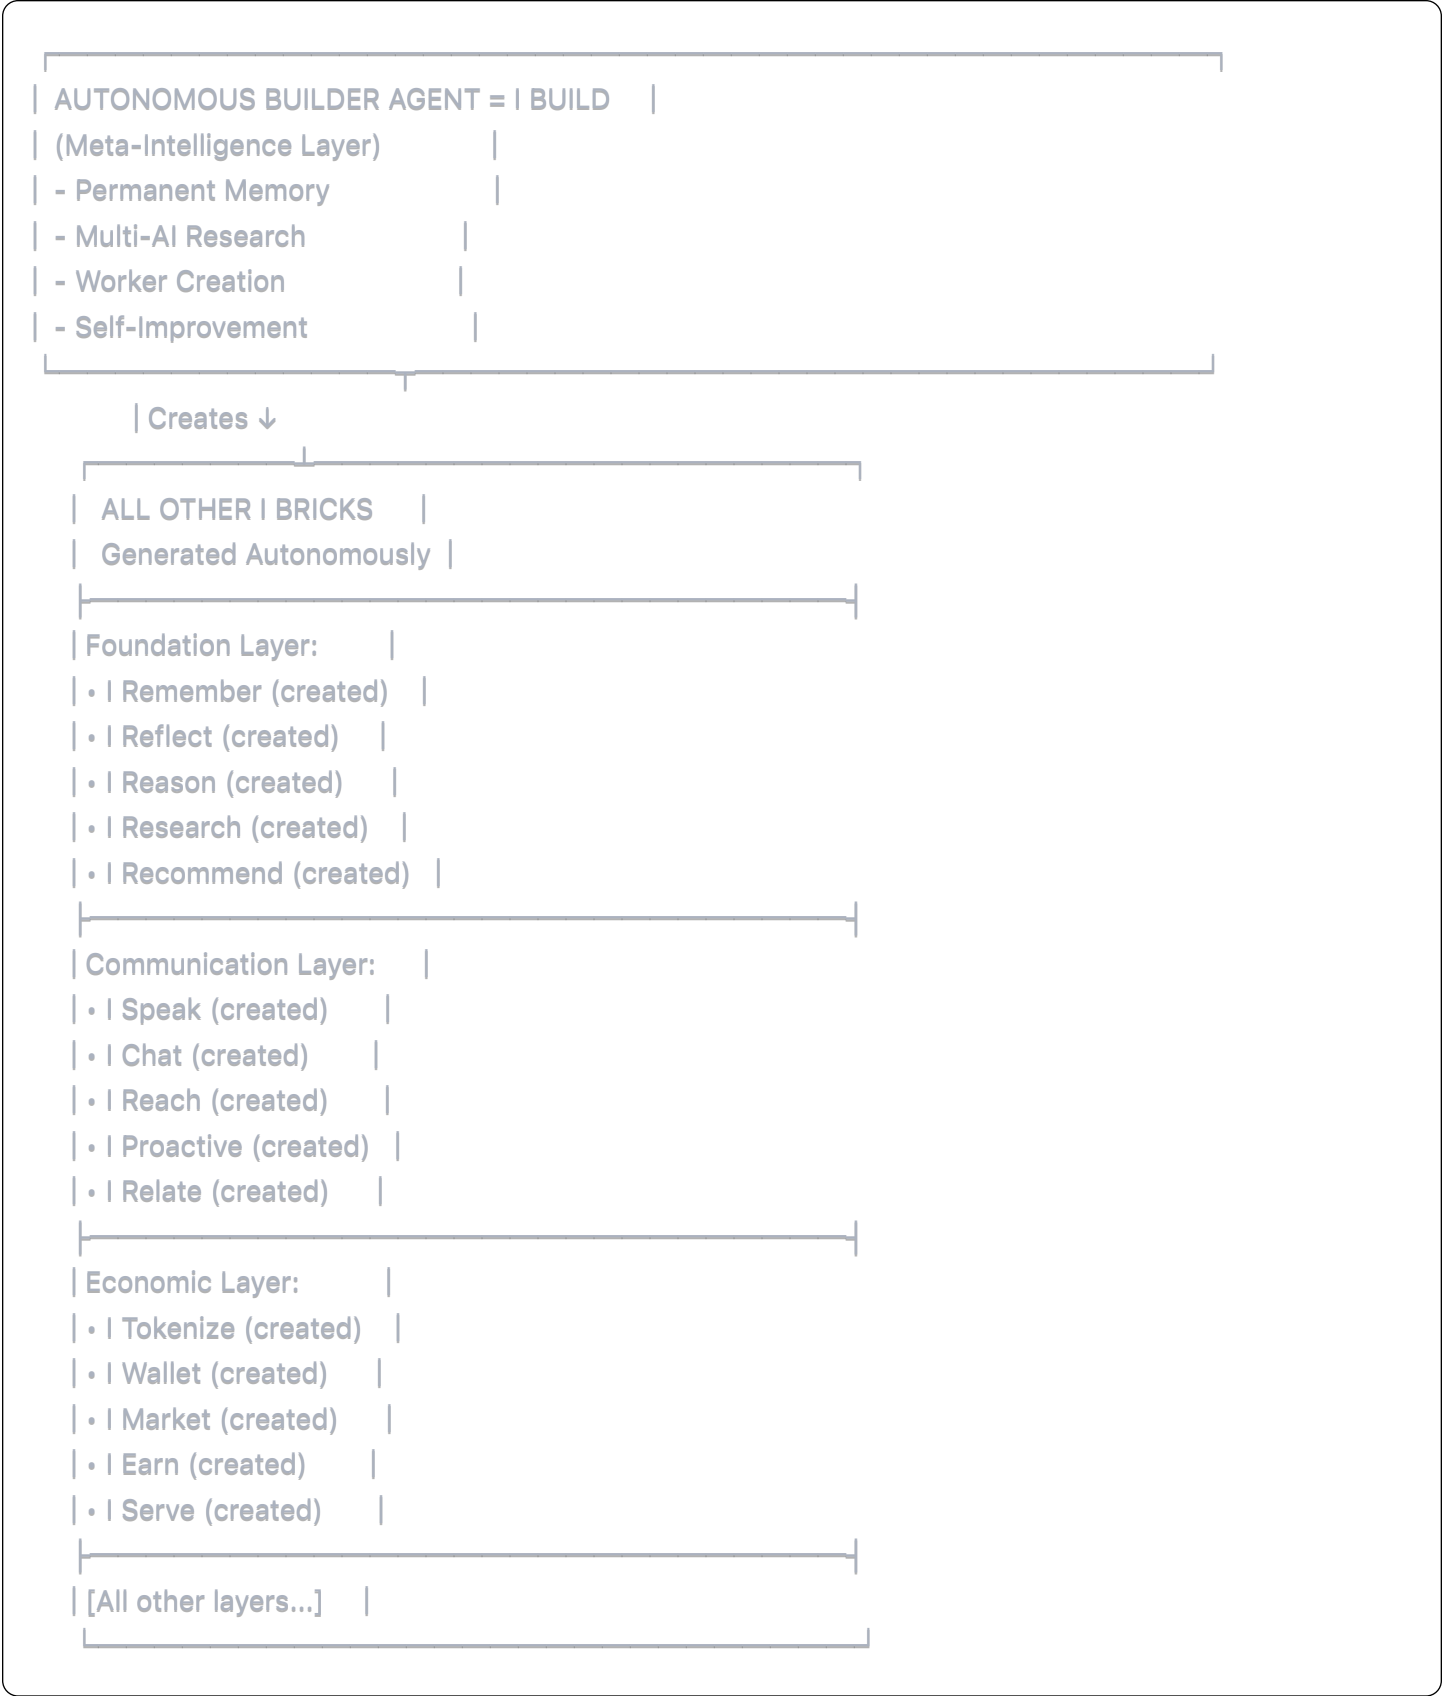 AUTONOMOUS BUILDER AGENT = I BUILD
(Meta-Intelligence Layer)
- Permanent Memory
- Multi-AI Research
- Worker Creation
- Self-Improvement
Creates ↓
ALL OTHER I BRICKS
Generated Autonomously
Foundation Layer:
• I Remember (created)
• I Reflect (created)
• I Reason (created)
• I Research (created)
• I Recommend (created)
Communication Layer:
• I Speak (created)
• I Chat (created)
• I Reach (created)
• I Proactive (created)
• I Relate (created)
Economic Layer:
• I Tokenize (created)
• I Wallet (created)
• I Market (created)
• I Earn (created)
• I Serve (created)
[All other layers...]